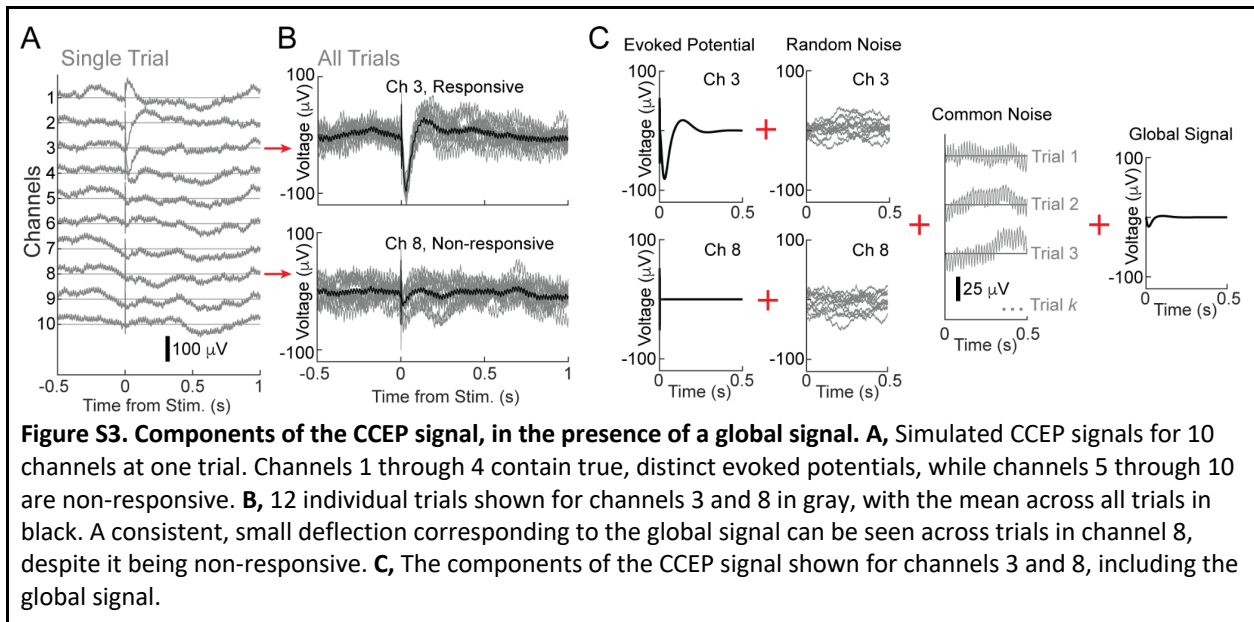 A
Single Trial
Channels
1
2
3
4
5
6
7
8
9
10
100 µV
-0.5
0
0.5
1
Time from Stim. (s)
B
All Trials
100
Ch 3, Responsive
Voltage (µV)
-100
100
Ch 8, Non-responsive
Voltage (µV)
-100
-0.5
0
0.5
1
Time from Stim. (s)
C
Evoked Potential
100
Ch 3
Voltage (µV)
-100
0
0.5
+
Random Noise
100
Ch 3
-100
0
0.5
100
Ch 8
Voltage (µV)
-100
0
0.5
Time (s)
+
100
Ch 8
-100
0
0.5
Time (s)
+
Common Noise
Trial 1
Trial 2
Trial 3
25 µV
... Trial k
0
0.5
Time (s)
+
Global Signal
100
Voltage (µV)
-100
0
0.5
Time (s)
Figure S3. Components of the CCEP signal, in the presence of a global signal. A, Simulated CCEP signals for 10
channels at one trial. Channels 1 through 4 contain true, distinct evoked potentials, while channels 5 through 10
are non-responsive. B, 12 individual trials shown for channels 3 and 8 in gray, with the mean across all trials in
black. A consistent, small deflection corresponding to the global signal can be seen across trials in channel 8,
despite it being non-responsive. C, The components of the CCEP signal shown for channels 3 and 8, including the
global signal.